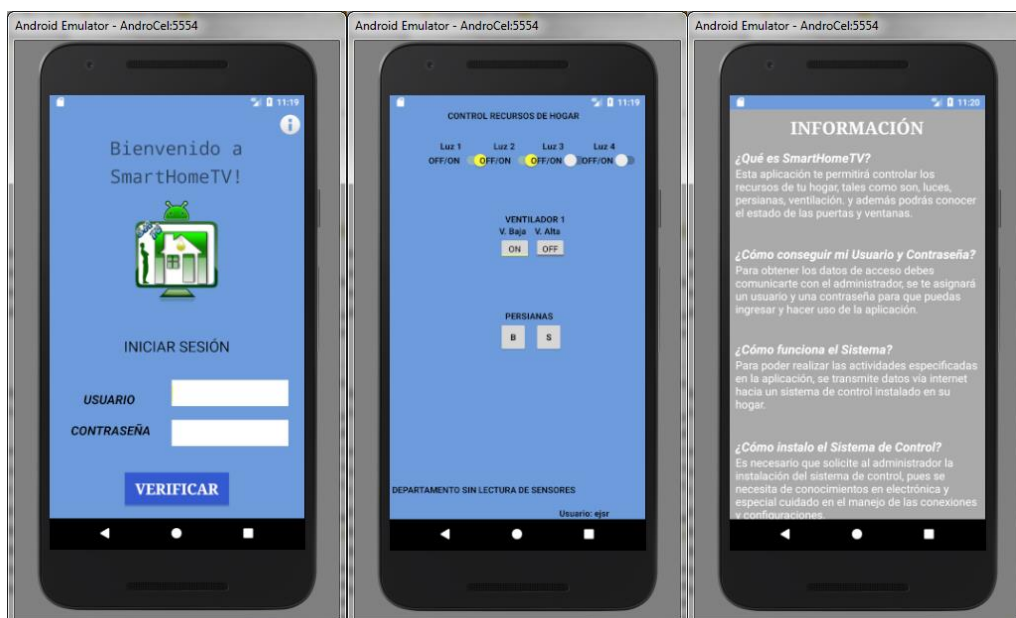 Android Emulator - AndroCel:5554
11:19
Bienvenido a
SmartHomeTV!
INICIAR SESIÓN
USUARIO
CONTRASEÑA
VERIFICAR
Android Emulator - AndroCel:5554
11:19
CONTROL RECURSOS DE HOGAR
Luz 1 Luz 2 Luz 3 Luz 4
OFF/ON OFF/ON OFF/ON OFF/ON
VENTILADOR 1
V. Baja V. Alta
ON OFF
PERSIANAS
B S
DEPARTAMENTO SIN LECTURA DE SENSORES
Usuario: ejsr
Android Emulator - AndroCel:5554
11:20
INFORMACIÓN
¿Qué es SmartHomeTV?
Esta aplicación te permitirá controlar los
recursos de tu hogar, tales como son, luces,
persianas, ventilación. y además podrás conocer
el estado de las puertas y ventanas.
¿Cómo conseguir mi Usuario y Contraseña?
Para obtener los datos de acceso debes
comunicarte con el administrador, se te asignará
un usuario y una contraseña para que puedas
ingresar y hacer uso de la aplicación.
¿Cómo funciona el Sistema?
Para poder realizar las actividades especificadas
en la aplicación, se transmite datos via internet
hacia un sistema de control instalado en su
hogar.
¿Cómo instalo el Sistema de Control?
Es necesario que solicite al administrador la
instalación del sistema de control, pues se
necesita de conocimientos en electrónica y
especial cuidado en el manejo de las conexiones
y configuraciones.